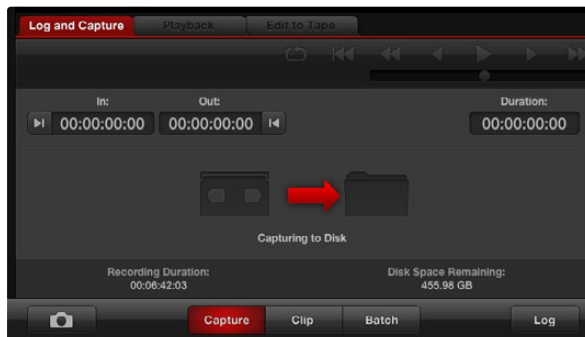 Log and Capture Playback Edit to Tape
In: Out: Duration:
00:00:00:00 00:00:00:00 00:00:00:00
Capturing to Disk
Recording Duration: Disk Space Remaining:
00:06:42:03 455.98 GB
Capture Clip Batch Log